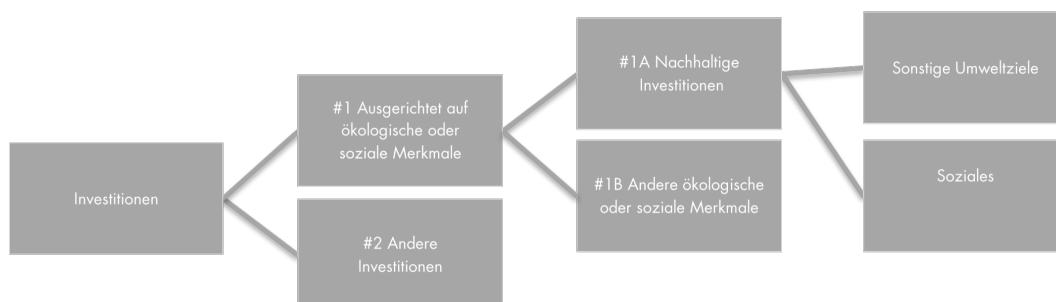 Investitionen
#1 Ausgerichtet auf
ökologische oder
soziale Merkmale
#2 Andere
Investitionen
#1A Nachhaltige
Investitionen
#1B Andere ökologische
oder soziale Merkmale
Sonstige Umweltziele
Soziales